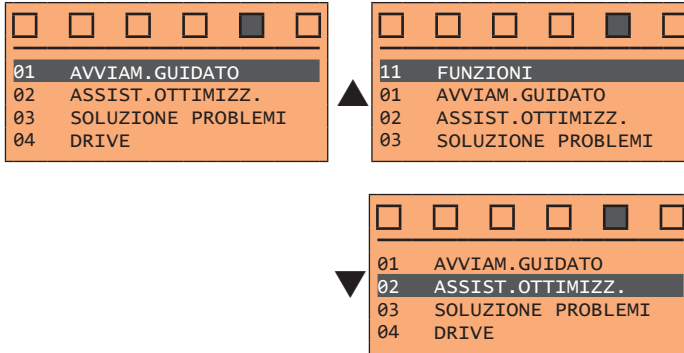 01 AVVIAM.GUIDATO
02 ASSIST.OTTIMIZZ.
03 SOLUZIONE PROBLEMI
04 DRIVE
11 FUNZIONI
01 AVVIAM.GUIDATO
02 ASSIST.OTTIMIZZ.
03 SOLUZIONE PROBLEMI
01 AVVIAM.GUIDATO
02 ASSIST.OTTIMIZZ.
03 SOLUZIONE PROBLEMI
04 DRIVE